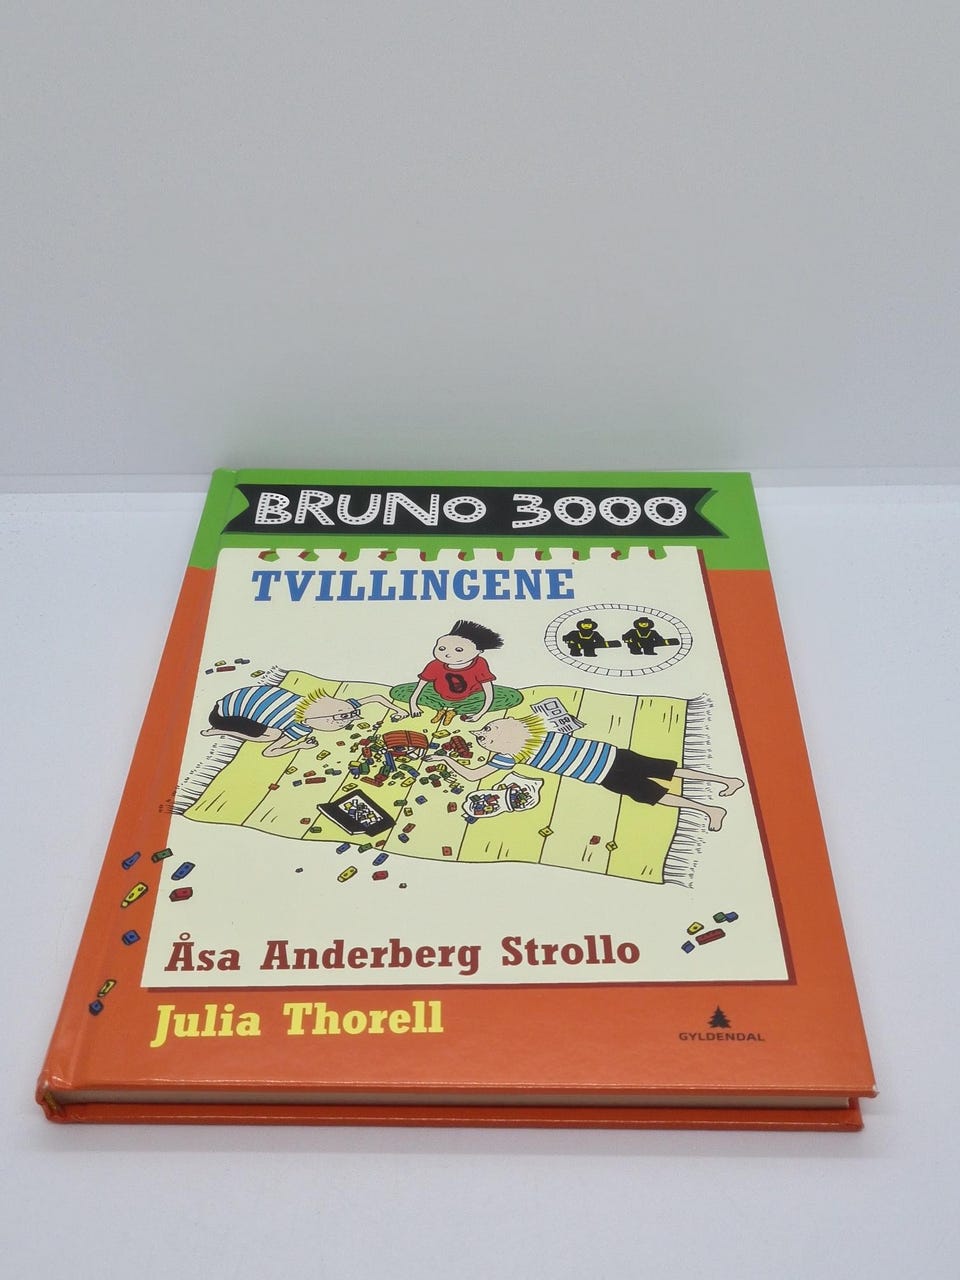 BRUNO 3000
TVILLINGENE
Åsa Anderberg Strollo
Julia Thorell
GYLDENDAL